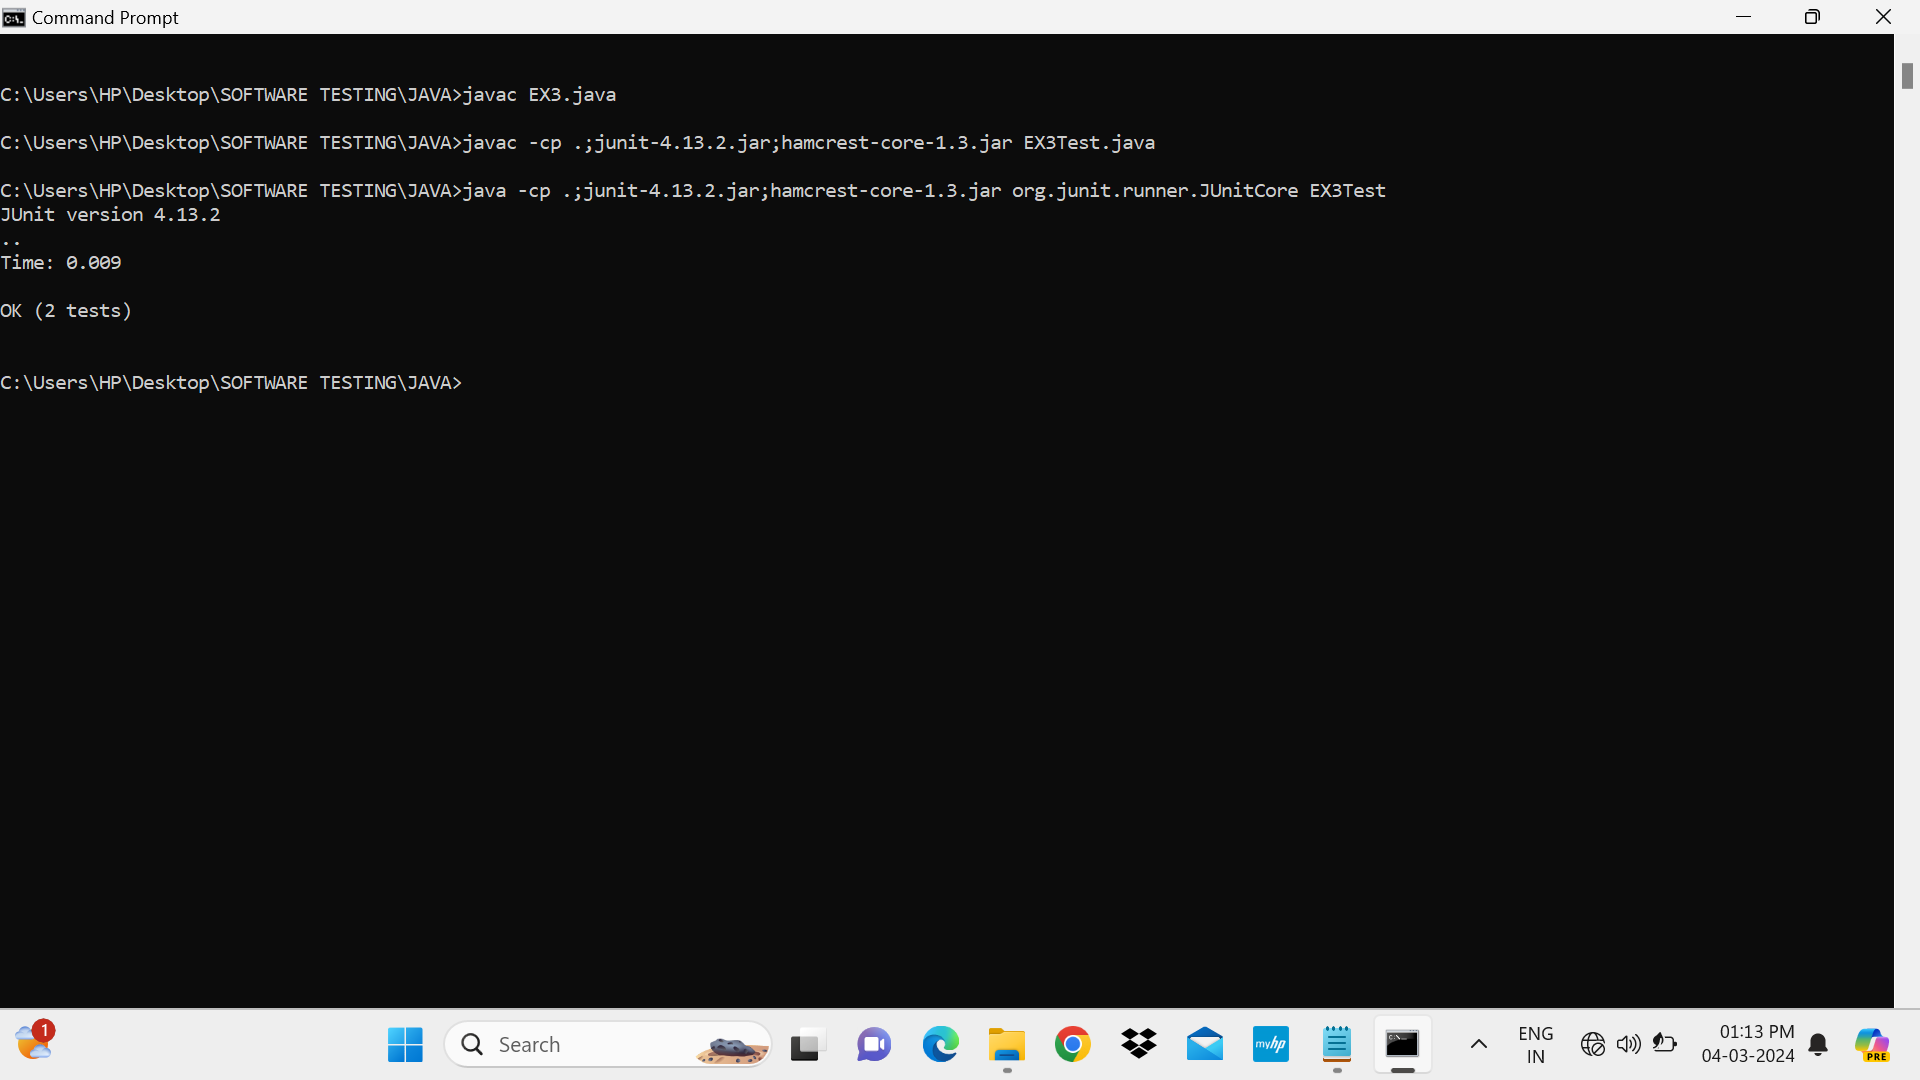 Command Prompt
C:\Users\HP\Desktop\SOFTWARE TESTING\JAVA>javac EX3.java
C:\Users\HP\Desktop\SOFTWARE TESTING\JAVA>javac -cp .;junit-4.13.2.jar;hamcrest-core-1.3.jar EX3Test.java
C:\Users\HP\Desktop\SOFTWARE TESTING\JAVA>java -cp .;junit-4.13.2.jar;hamcrest-core-1.3.jar org.junit.runner.JUnitCore EX3Test
JUnit version 4.13.2
..
Time: 0.009
OK (2 tests)
C:\Users\HP\Desktop\SOFTWARE TESTING\JAVA>
1
Search
myhp
ENG
IN
01:13 PM
04-03-2024
PRE